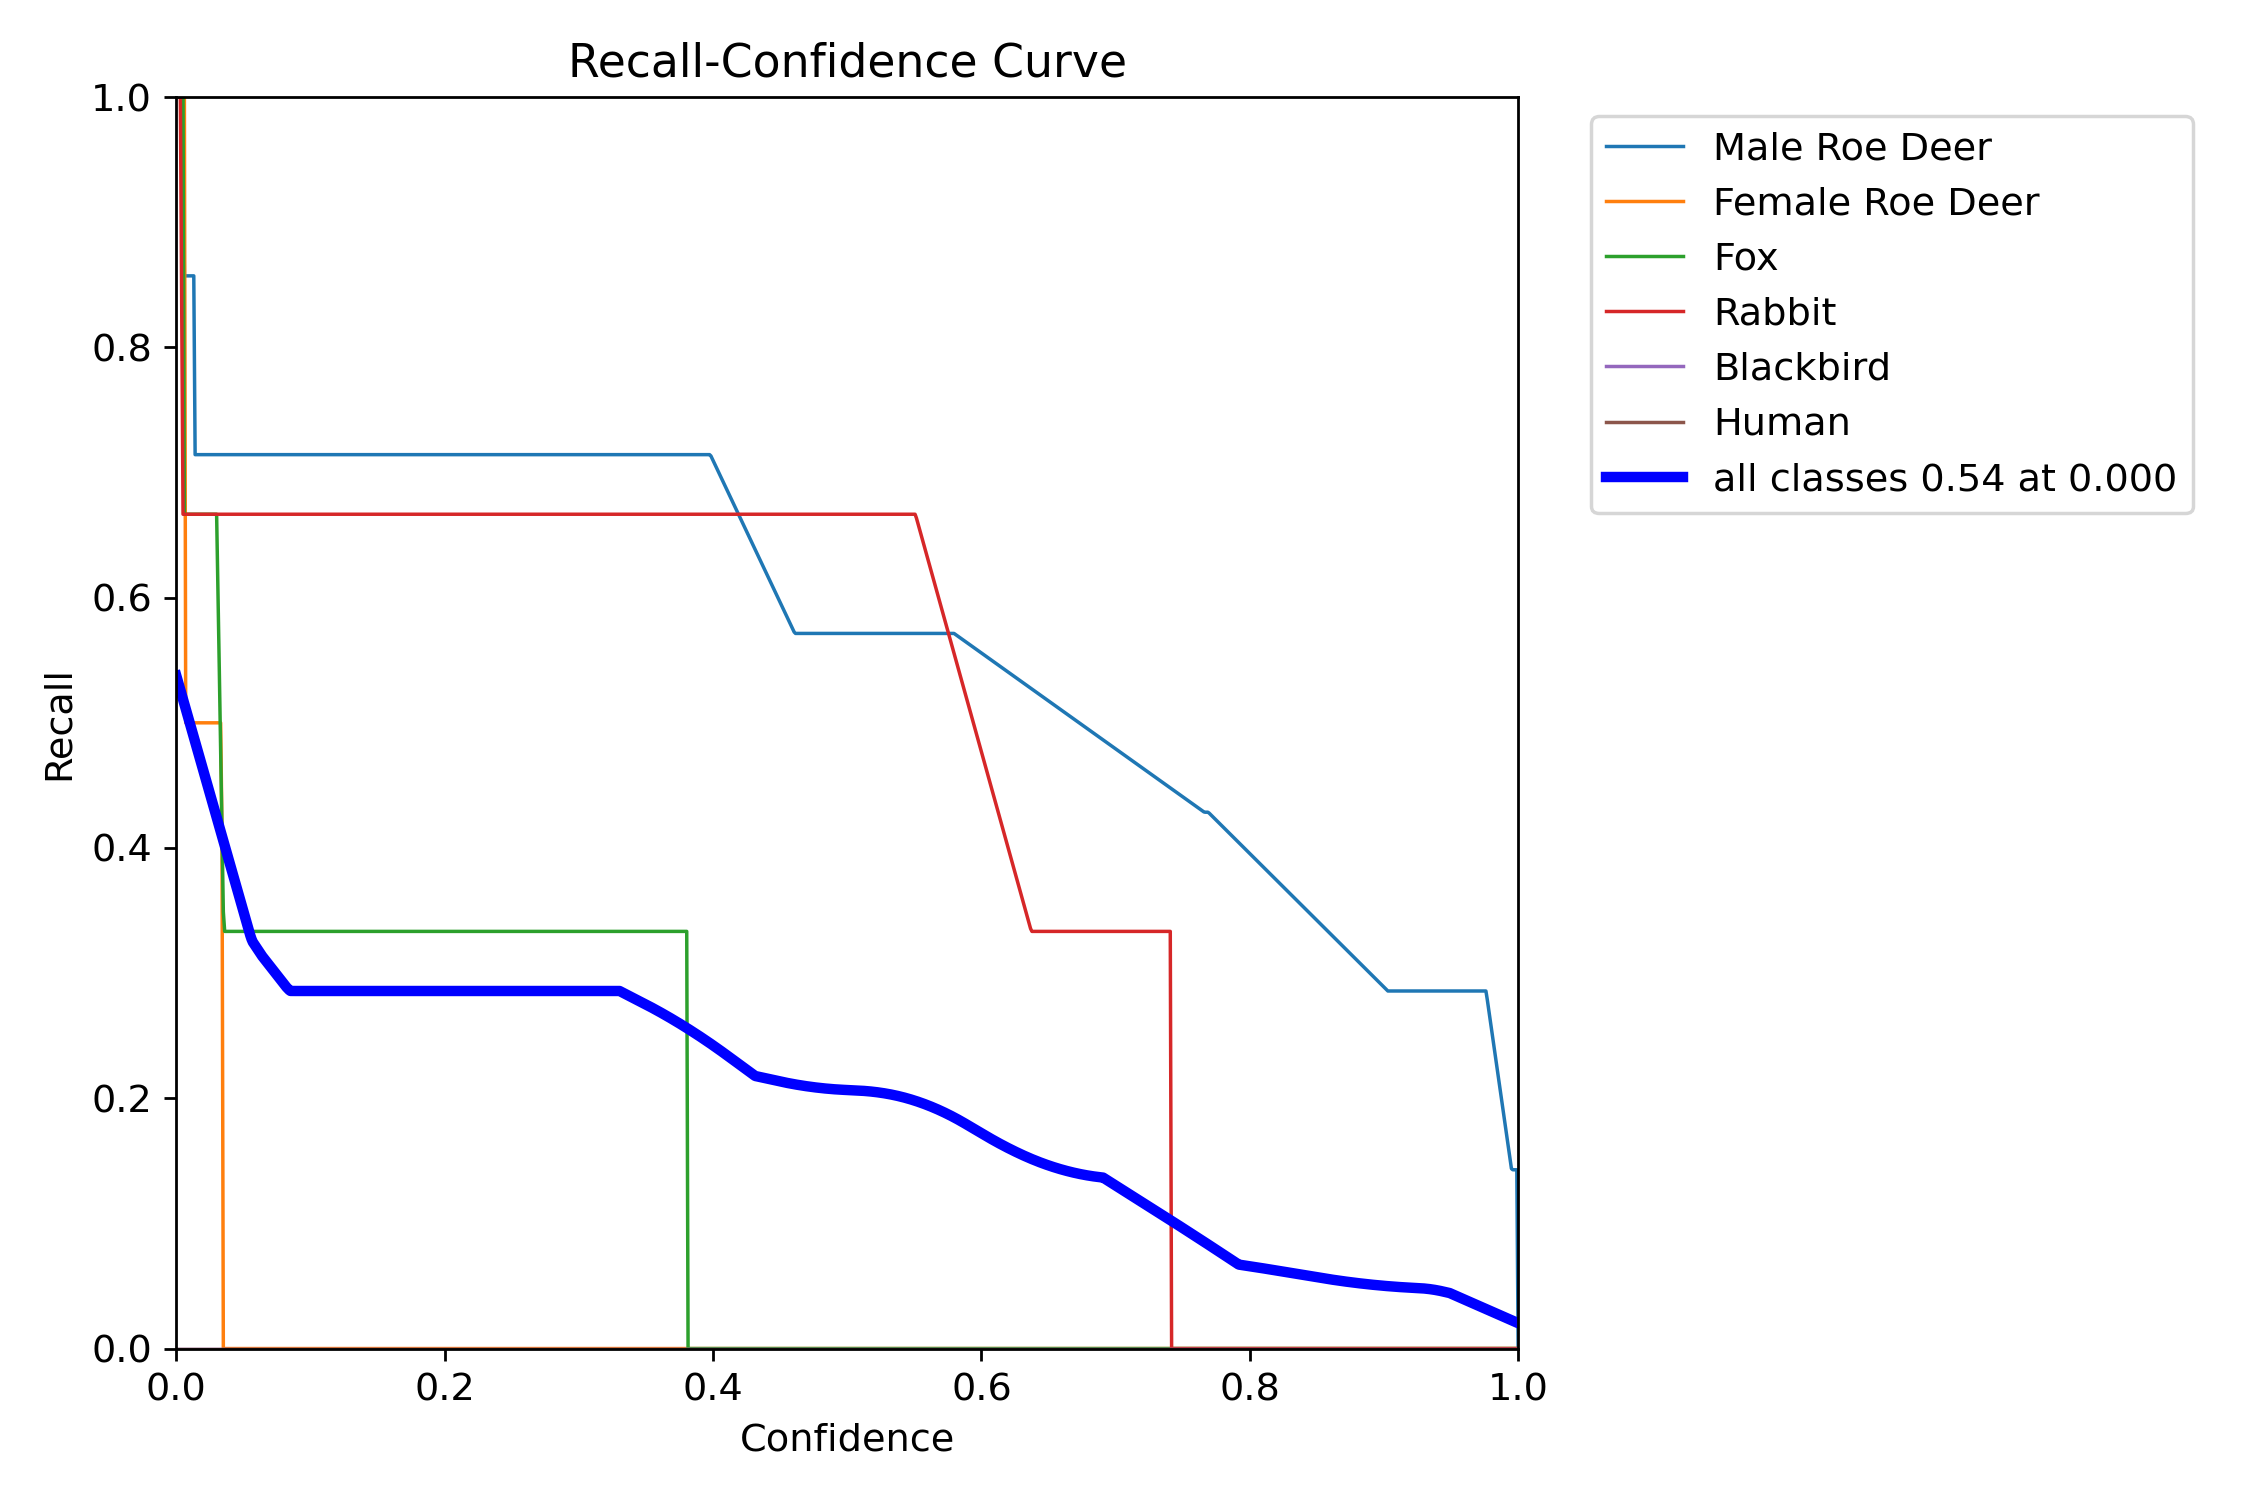 Recall-Confidence Curve
1.0
0.8
0.6
0.4
0.2
0.0
Recall
0.0 0.2 0.4 0.6 0.8 1.0
Confidence
Male Roe Deer
Female Roe Deer
Fox
Rabbit
Blackbird
Human
all classes 0.54 at 0.000